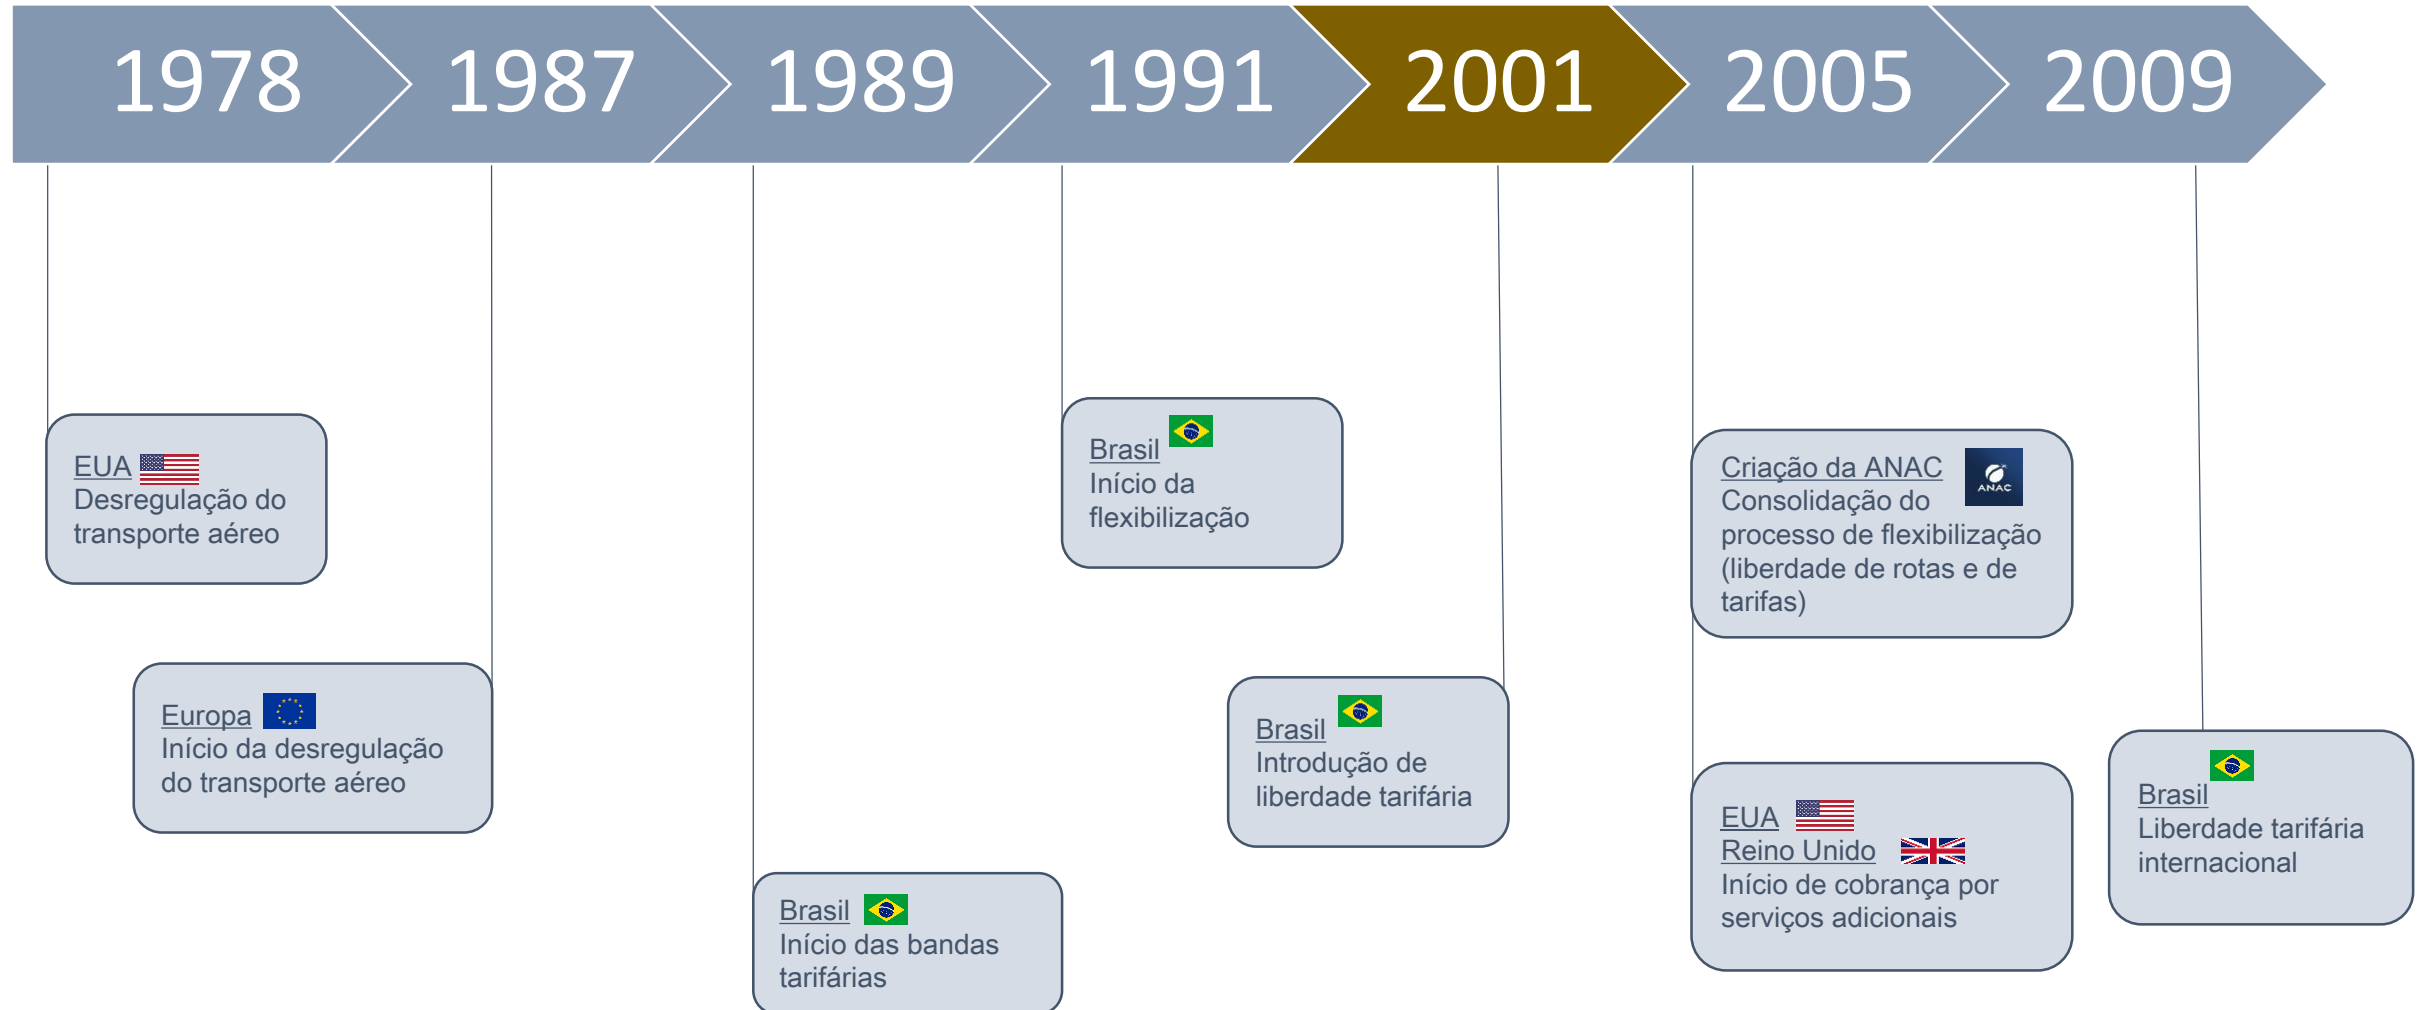 1978
1987
1989
1991
2001
2005
2009
EUA
Desregulação do
transporte aéreo
Europa
Início da desregulação
do transporte aéreo
Brasil
Início das bandas
tarifárias
Brasil
Início da
flexibilização
Brasil
Introdução de
liberdade tarifária
Criação da ANAC
Consolidação do
processo de flexibilização
(liberdade de rotas e de
tarifas)
ANAC
EUA
Reino Unido
Início de cobrança por
serviços adicionais
Brasil
Liberdade tarifária
internacional